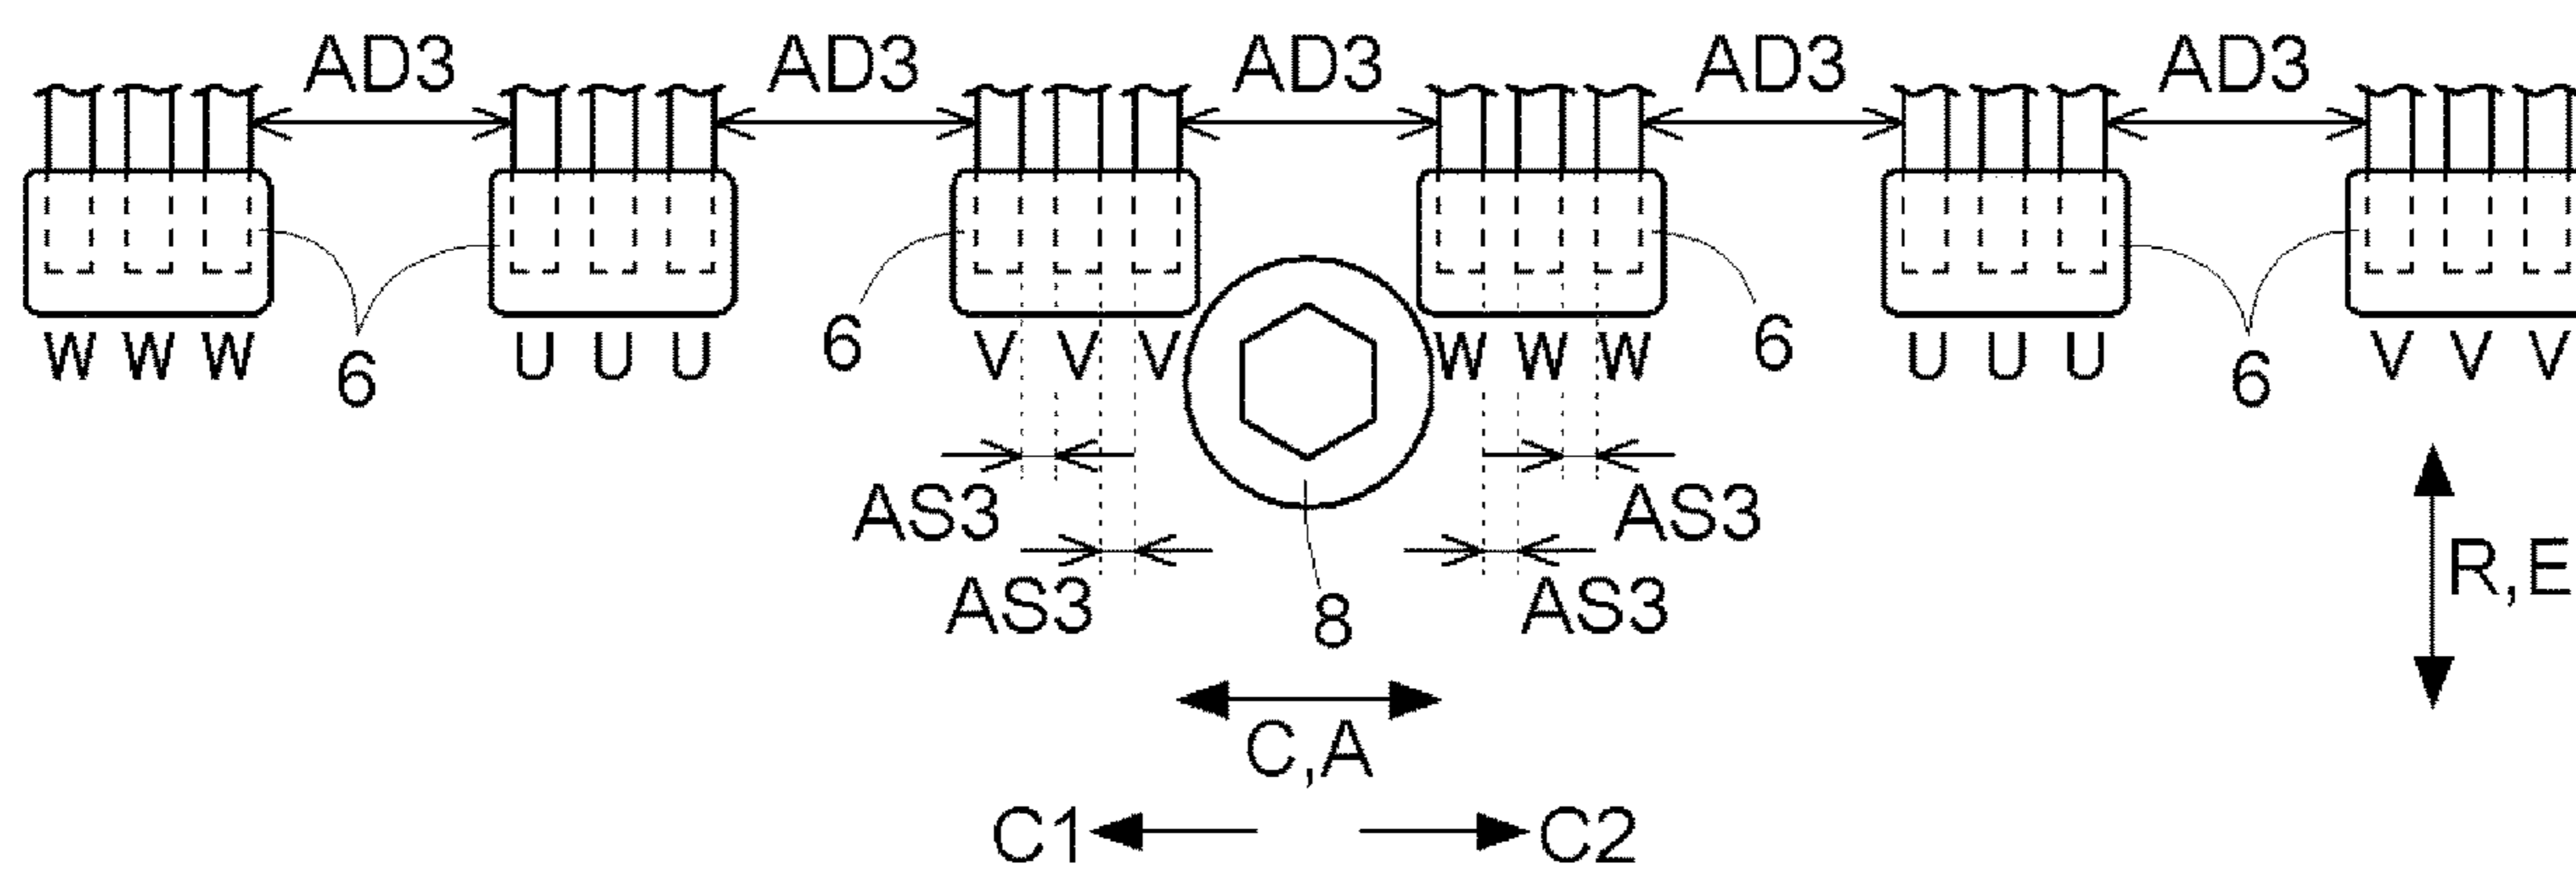 AD3 AD3 AD3 AD3 AD3
W W W U U U V V V W W W U U U V V V
6 6 6 6
AS3 AS3
AS3 8 AS3
R,E
C,A
C1 C2